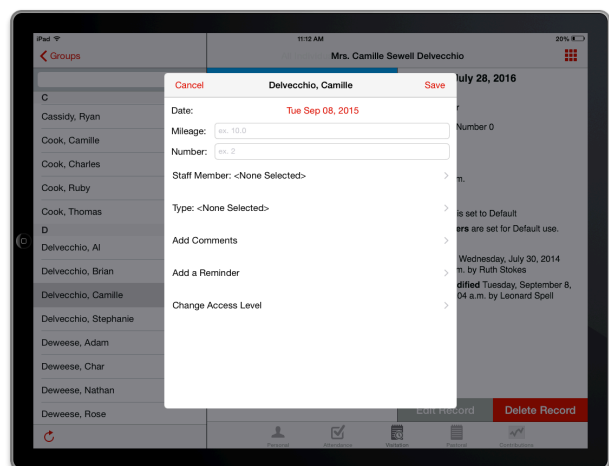 iPad
11:12 AM
20%
Groups
Mrs. Camille Sewell Delvecchio
C
Cassidy, Ryan
Cook, Camille
Cook, Charles
Cook, Ruby
Cook, Thomas
D
Delvecchio, Al
Delvecchio, Brian
Delvecchio, Camille
Delvecchio, Stephanie
Deweese, Adam
Deweese, Char
Deweese, Nathan
Deweese, Rose
Cancel
Delvecchio, Camille
Save
Date:
Tue Sep 08, 2015
Mileage: ex. 10.0
Number: ex. 2
Staff Member: <None Selected>
Type: <None Selected>
Add Comments
Add a Reminder
Change Access Level
uly 28, 2016
r
Number 0
m.
is set to Default
ers are set for Default use.
Wednesday, July 30, 2014
m. by Ruth Stokes
dified Tuesday, September 8,
04 a.m. by Leonard Spell
Edit Record
Delete Record
Personal
Attendance
Visitation
Pastoral
Contributions